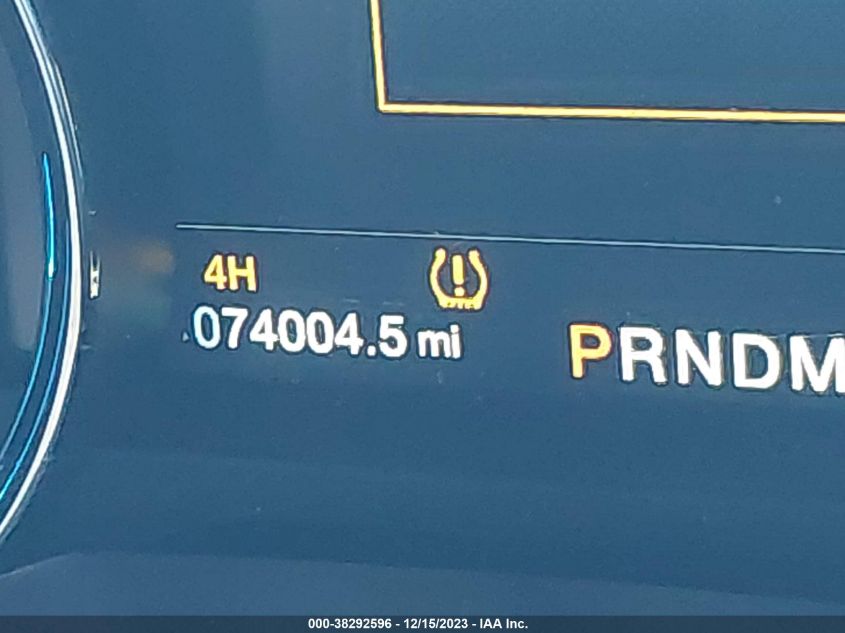 4H
074004.5 mi
PRNDM
000-38292596 - 12/15/2023 - IAA Inc.